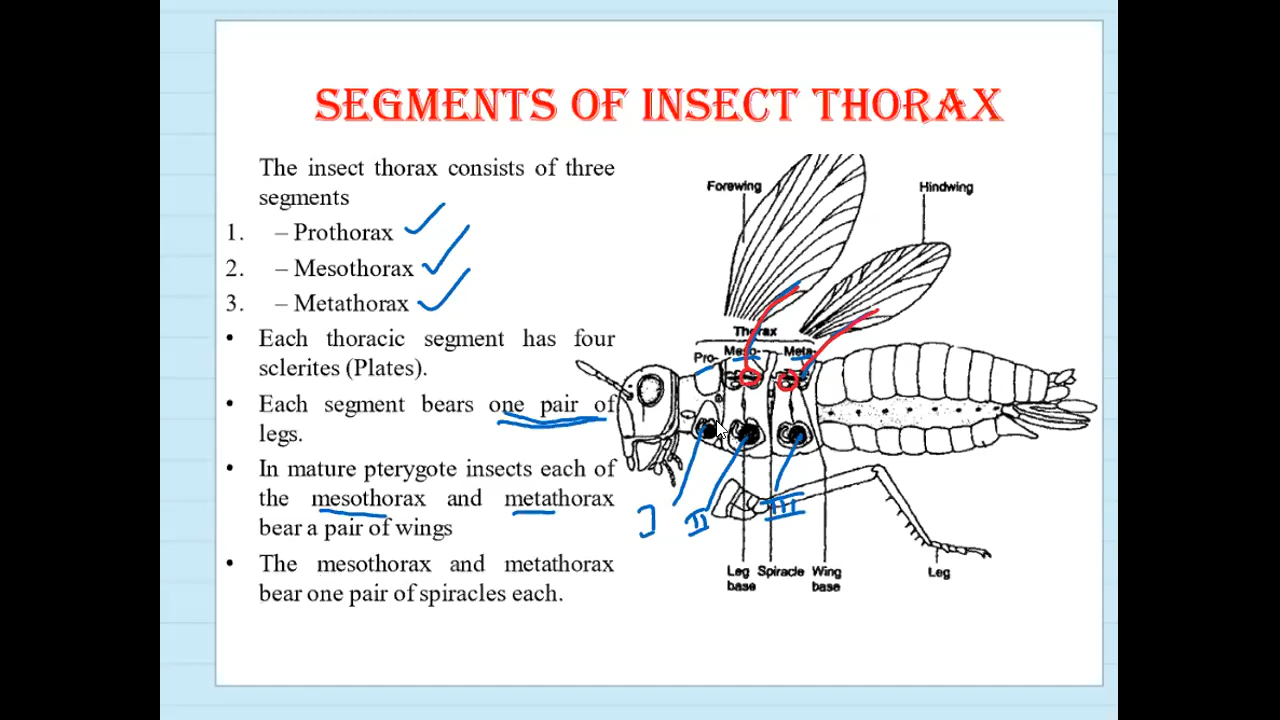 SEGMENTS OF INSECT THORAX
The insect thorax consists of three
segments
1. – Prothorax
2. – Mesothorax
3. – Metathorax
• Each thoracic segment has four
sclerites (Plates).
• Each segment bears one pair of
legs.
• In mature pterygote insects each of
the mesothorax and metathorax
bear a pair of wings
• The mesothorax and metathorax
bear one pair of spiracles each.
Forewing Hindwing
Thorax
Pro- Meso- Meta-
I II III
Leg base
Spiracle
Wing base
Leg